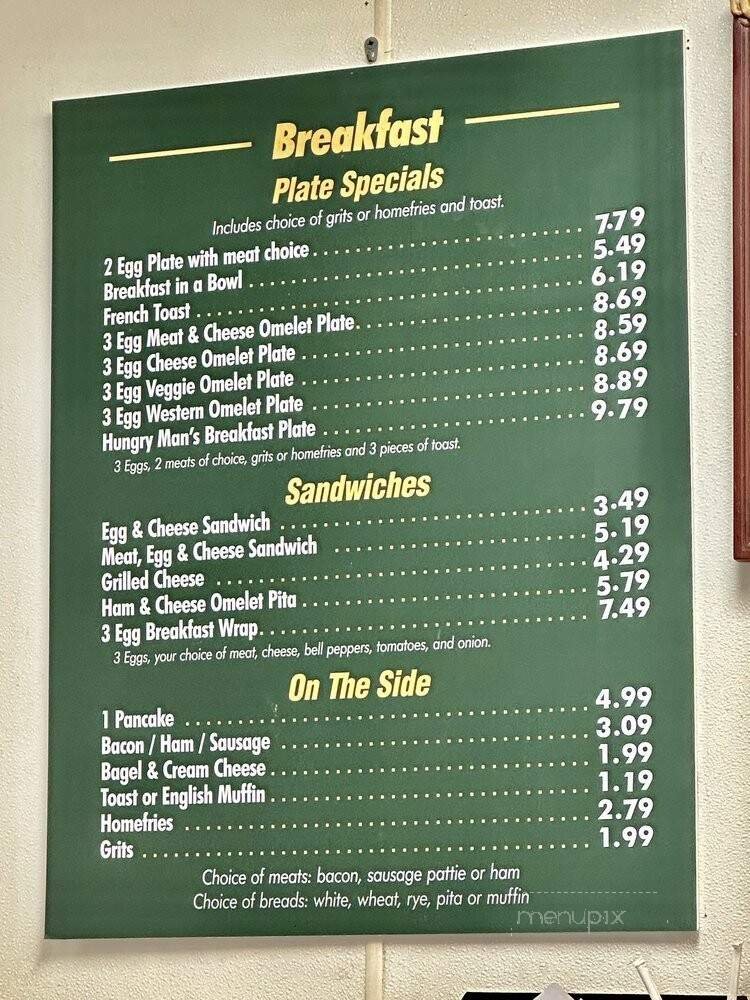 Breakfast
Plate Specials
Includes choice of grits or homefries and toast.
2 Egg Plate with meat choice 7.79
Breakfast in a Bowl 5.49
French Toast 6.19
3 Egg Meat & Cheese Omelet Plate 8.69
3 Egg Cheese Omelet Plate 8.59
3 Egg Veggie Omelet Plate 8.69
3 Egg Western Omelet Plate 8.89
Hungry Man's Breakfast Plate 9.79
3 Eggs, 2 meats of choice, grits or homefries and 3 pieces of toast.
Sandwiches
Egg & Cheese Sandwich 3.49
Meat, Egg & Cheese Sandwich 5.19
Grilled Cheese 4.29
Ham & Cheese Omelet Pita 5.79
3 Egg Breakfast Wrap 7.49
3 Eggs, your choice of meat, cheese, bell peppers, tomatoes, and onion.
On The Side
1 Pancake 4.99
Bacon / Ham / Sausage 3.09
Bagel & Cream Cheese 1.99
Toast or English Muffin 1.19
Homefries 2.79
Grits 1.99
Choice of meats: bacon, sausage pattie or ham
Choice of breads: white, wheat, rye, pita or muffin
menupix